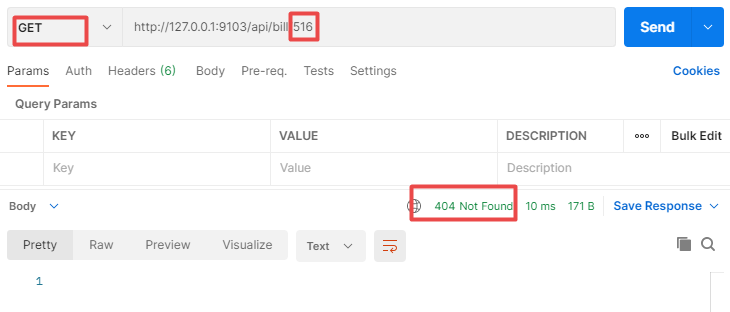 GET http://127.0.0.1:9103/api/bill/516 Send
Params Auth Headers (6) Body Pre-req. Tests Settings Cookies
Query Params
KEY VALUE DESCRIPTION ooo Bulk Edit
Key Value Description
Body 404 Not Found 10 ms 171 B Save Response
Pretty Raw Preview Visualize Text
1